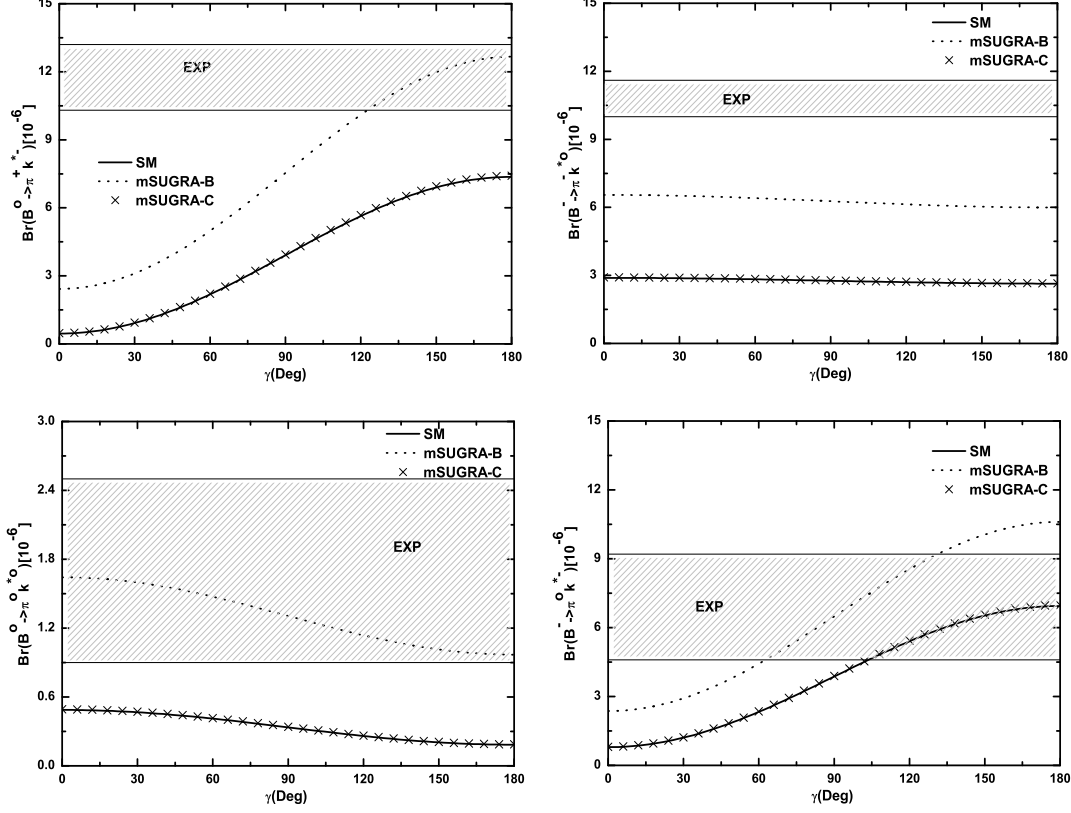 15
12
9
6
3
0
0 30 60 90 120 150 180
γ(Deg)
Br(B^o->π^+k^*-)[10^-6]
EXP
SM
mSUGRA-B
mSUGRA-C
15
12
9
6
3
0
0 30 60 90 120 150 180
γ(Deg)
Br(B^-->π^-k^*o)[10^-6]
SM
mSUGRA-B
mSUGRA-C
EXP
3.0
2.4
1.8
1.2
0.6
0.0
0 30 60 90 120 150 180
γ(Deg)
Br(B^o->π^ok^*o)[10^-6]
SM
mSUGRA-B
mSUGRA-C
EXP
15
12
9
6
3
0
0 30 60 90 120 150 180
γ(Deg)
Br(B^-->π^ok^*-)[10^-6]
SM
mSUGRA-B
mSUGRA-C
EXP